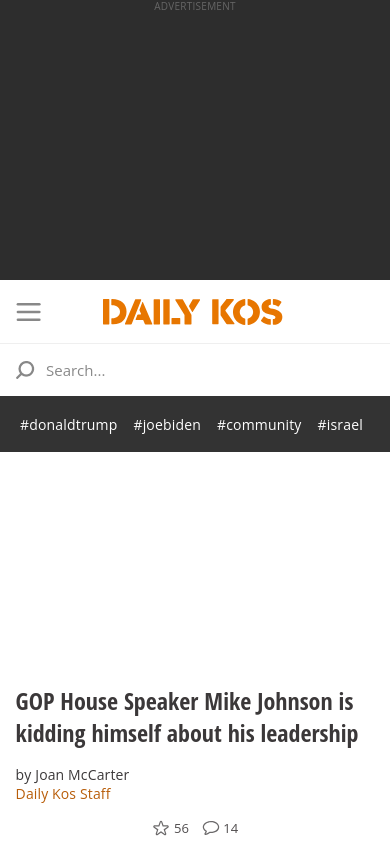 ADVERTISEMENT
DAILY KOS
Search...
#donaldtrump #joebiden #community #israel
GOP House Speaker Mike Johnson is
kidding himself about his leadership
by Joan McCarter
Daily Kos Staff
56 14